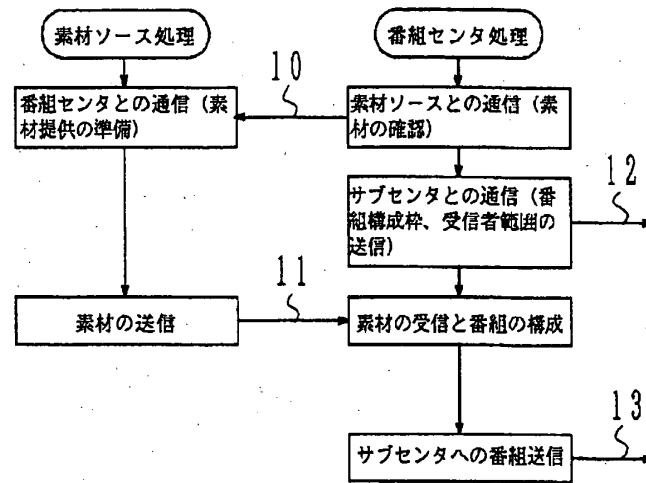 素材ソース処理
番組センタ処理
10
番組センタとの通信（素
材提供の準備）
素材ソースとの通信（素
材の確認）
12
サブセンタとの通信（番
組構成枠、受信者範囲の
送信）
11
素材の送信
素材の受信と番組の構成
13
サブセンタへの番組送信